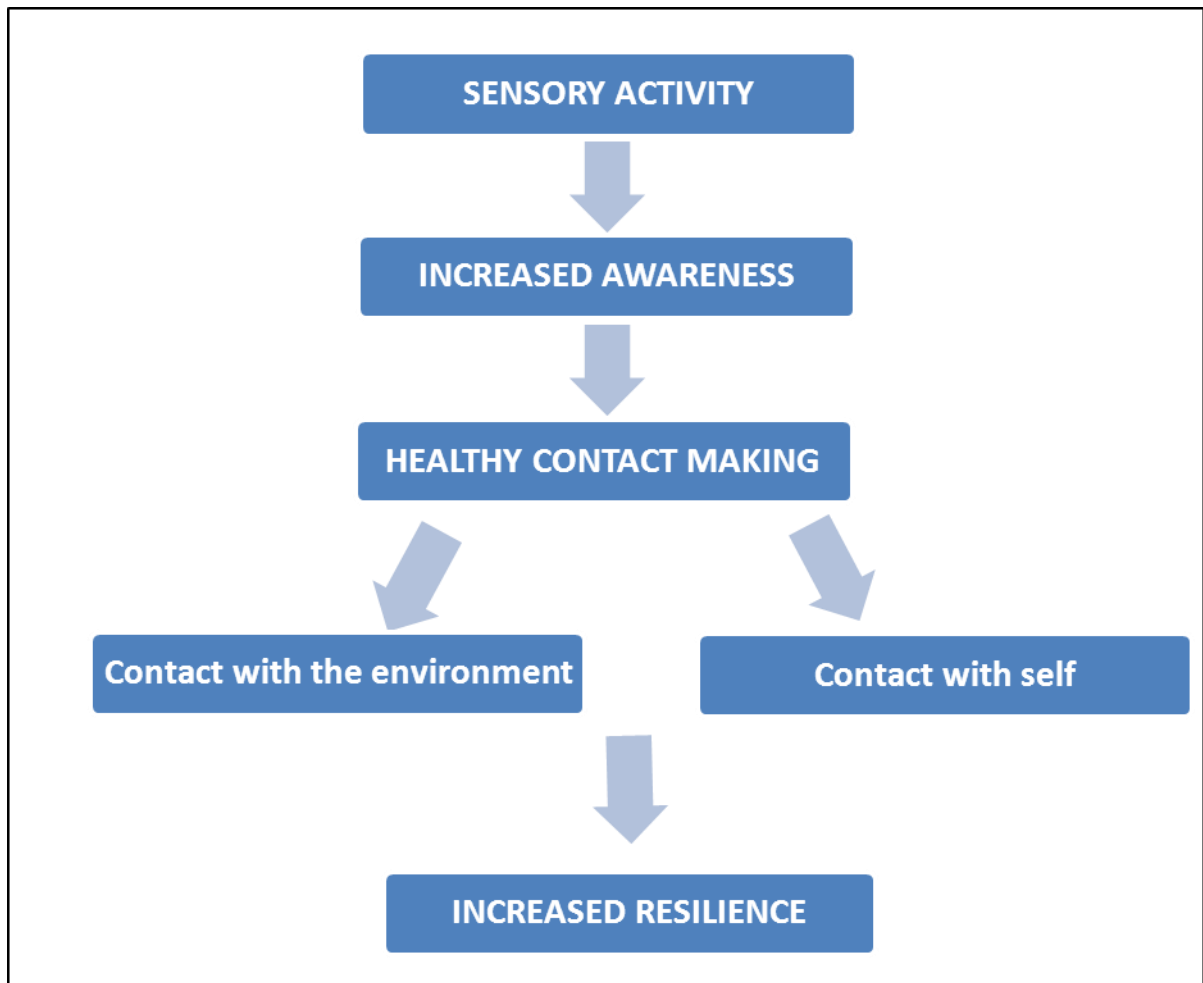 SENSORY ACTIVITY
INCREASED AWARENESS
HEALTHY CONTACT MAKING
Contact with the environment
Contact with self
INCREASED RESILIENCE